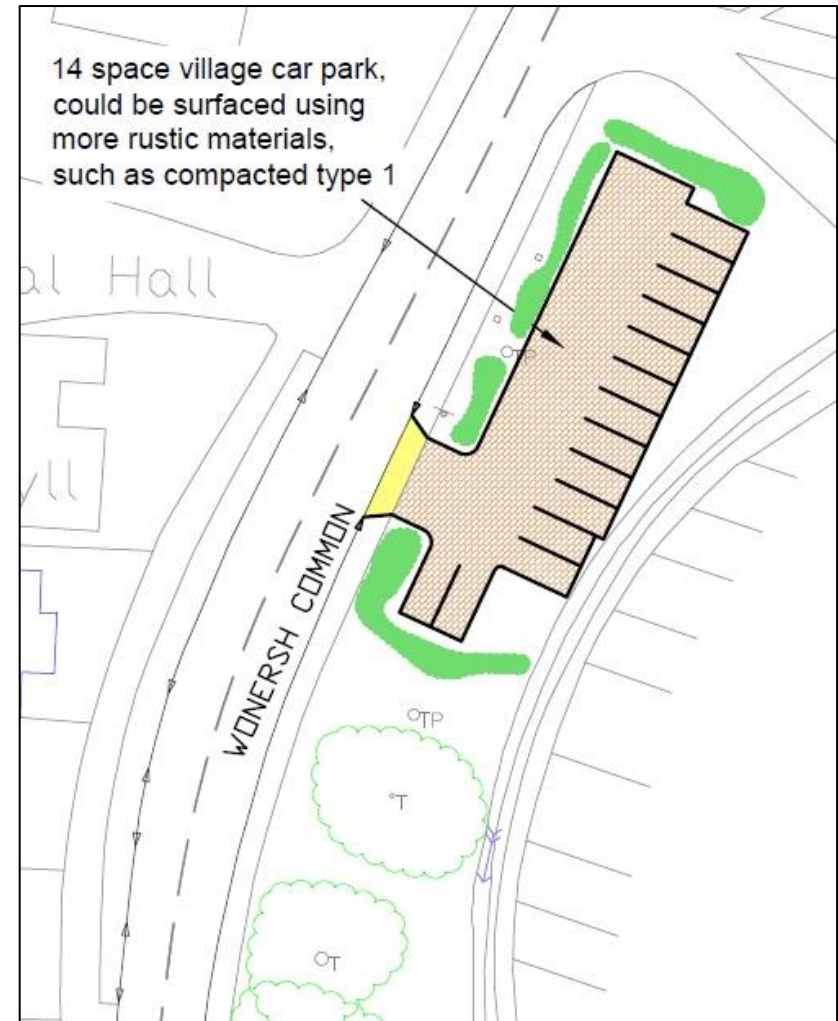 14 space village car park,
could be surfaced using
more rustic materials,
such as compacted type 1
al Hall
yll
TP
WONERSH COMMON
TP
T
T